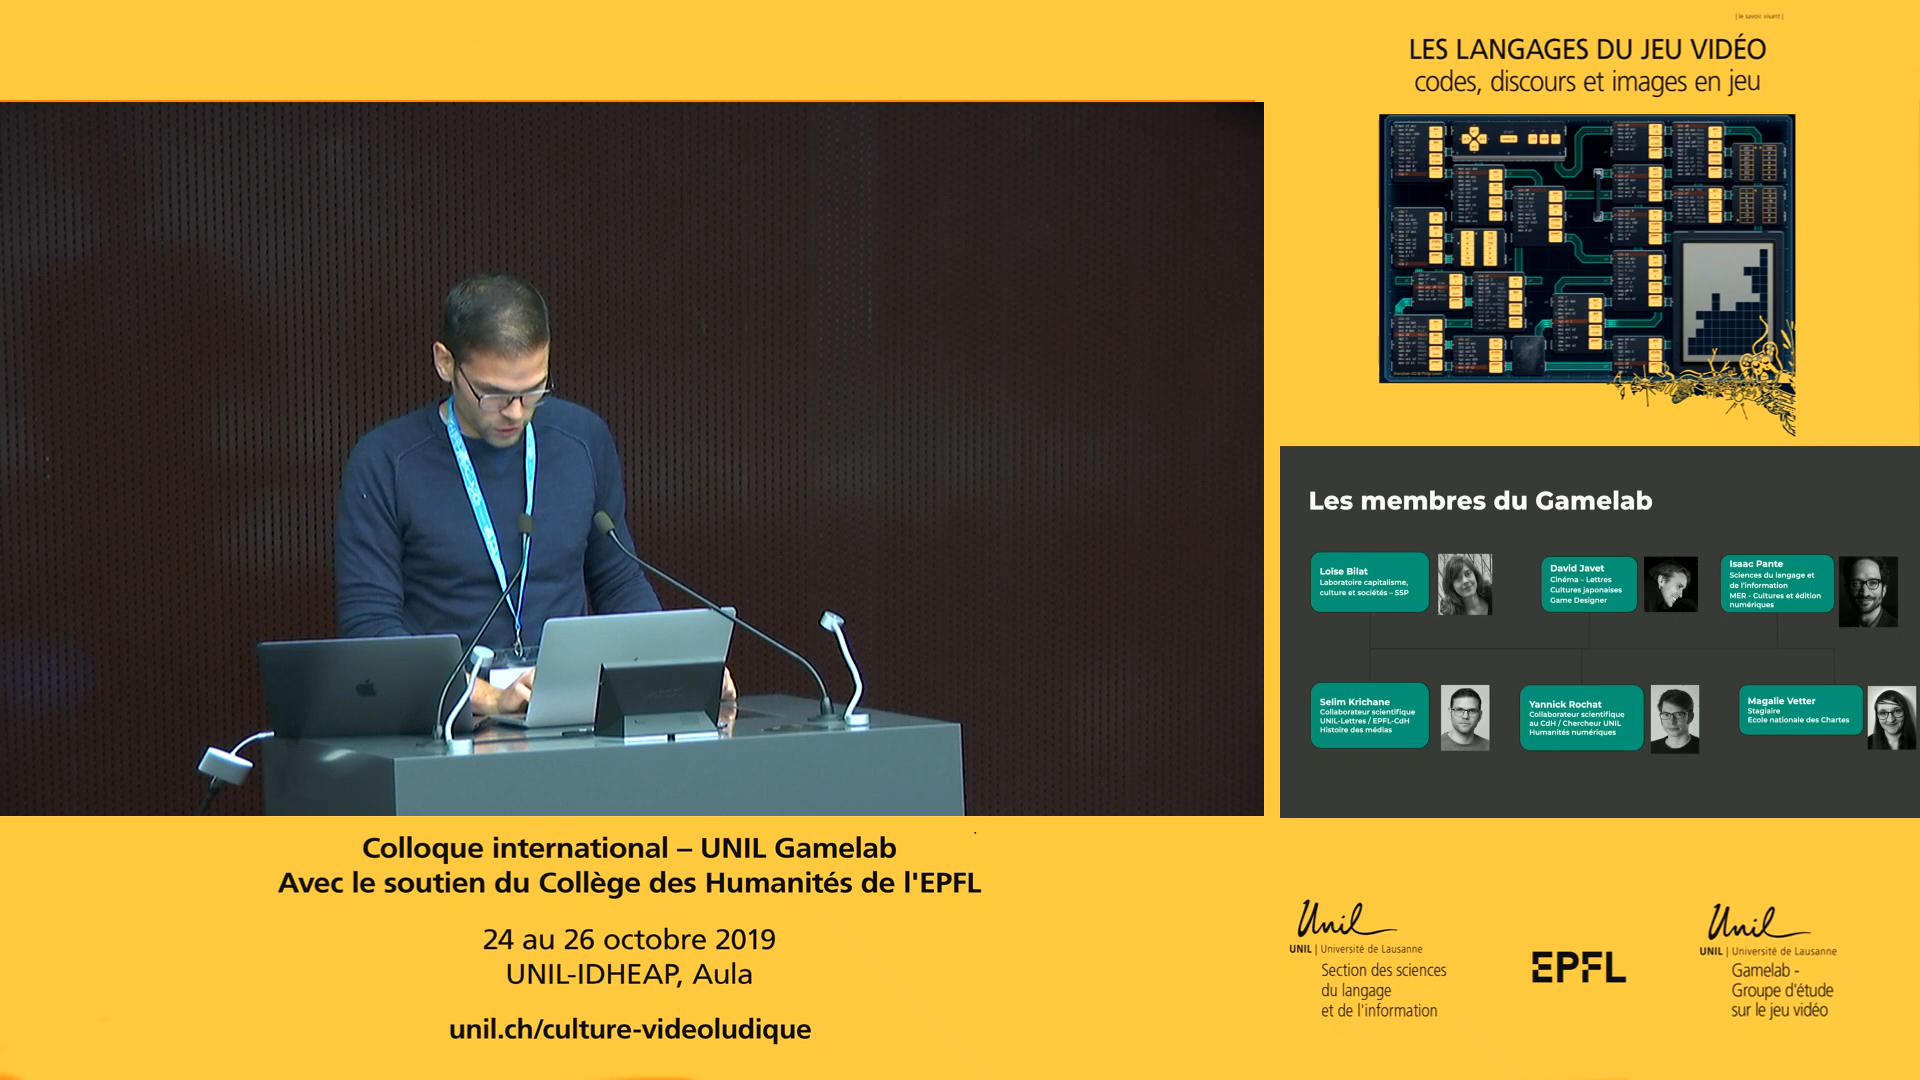 | le savoir vivant |
LES LANGAGES DU JEU VIDÉO
codes, discours et images en jeu
Les membres du Gamelab
Loïse Bilat
Laboratoire capitalisme,
culture et sociétés – SSP
David Javet
Cinéma – Lettres
Cultures japonaises
Game Designer
Isaac Pante
Sciences du langage et
de l'information
MER - Cultures et édition
numériques
Selim Krichane
Collaborateur scientifique
UNIL-Lettres / EPFL-CdH
Histoire des médias
Yannick Rochat
Collaborateur scientifique
au CdH / Chercheur UNIL
Humanités numériques
Magalie Vetter
Stagiaire
Ecole nationale des Chartes
Colloque international – UNIL Gamelab
Avec le soutien du Collège des Humanités de l'EPFL
24 au 26 octobre 2019
UNIL-IDHEAP, Aula
unil.ch/culture-videoludique
Unil
UNIL | Université de Lausanne
Section des sciences
du langage
et de l'information
EPFL
Unil
UNIL | Université de Lausanne
Gamelab -
Groupe d'étude
sur le jeu vidéo